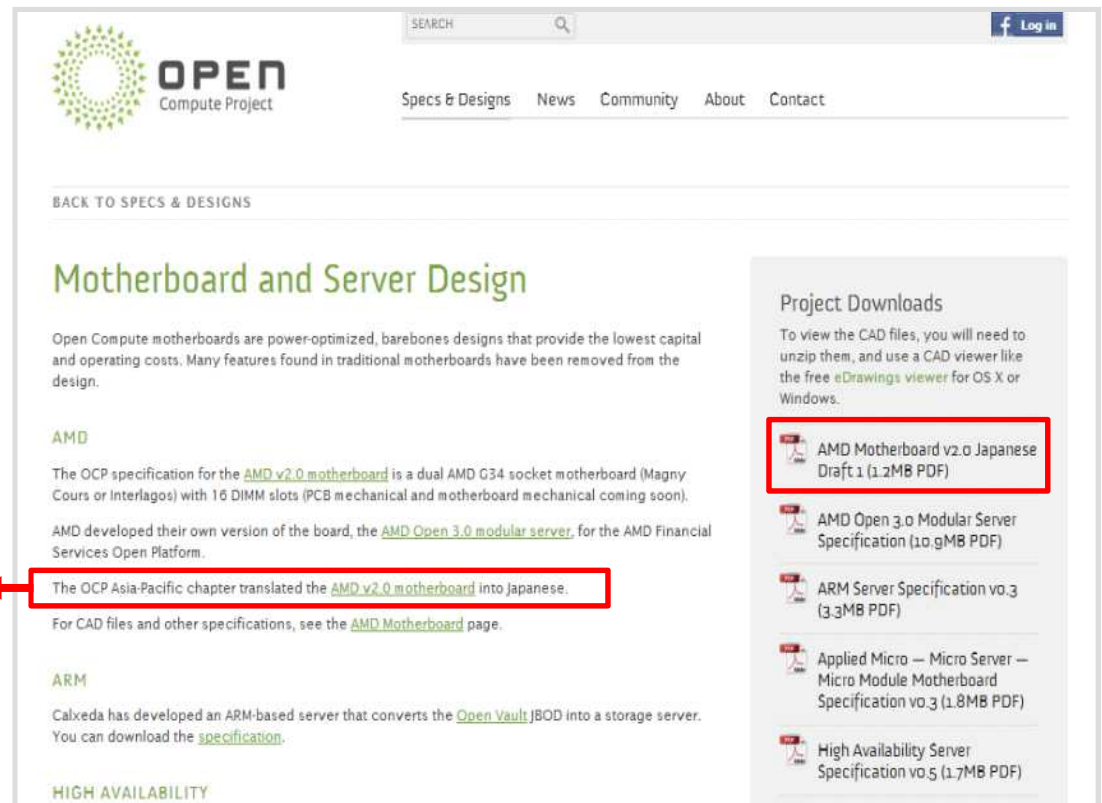 SEARCH
f Log in
OPEN
Compute Project
Specs & Designs News Community About Contact
BACK TO SPECS & DESIGNS
Motherboard and Server Design
Open Compute motherboards are power-optimized, barebones designs that provide the lowest capital
and operating costs. Many features found in traditional motherboards have been removed from the
design.
AMD
The OCP specification for the AMD v2.0 motherboard is a dual AMD G34 socket motherboard (Magny
Cours or Interlagos) with 16 DIMM slots (PCB mechanical and motherboard mechanical coming soon).
AMD developed their own version of the board, the AMD Open 3.0 modular server, for the AMD Financial
Services Open Platform.
The OCP Asia-Pacific chapter translated the AMD v2.0 motherboard into Japanese.
For CAD files and other specifications, see the AMD Motherboard page.
ARM
Calxeda has developed an ARM-based server that converts the Open Vault JBOD into a storage server.
You can download the specification.
HIGH AVAILABILITY
Project Downloads
To view the CAD files, you will need to
unzip them, and use a CAD viewer like
the free eDrawings viewer for OS X or
Windows.
AMD Motherboard v2.0 Japanese
Draft 1 (1.2MB PDF)
AMD Open 3.0 Modular Server
Specification (10.9MB PDF)
ARM Server Specification v0.3
(3.3MB PDF)
Applied Micro — Micro Server —
Micro Module Motherboard
Specification v0.3 (1.8MB PDF)
High Availability Server
Specification v0.5 (1.7MB PDF)